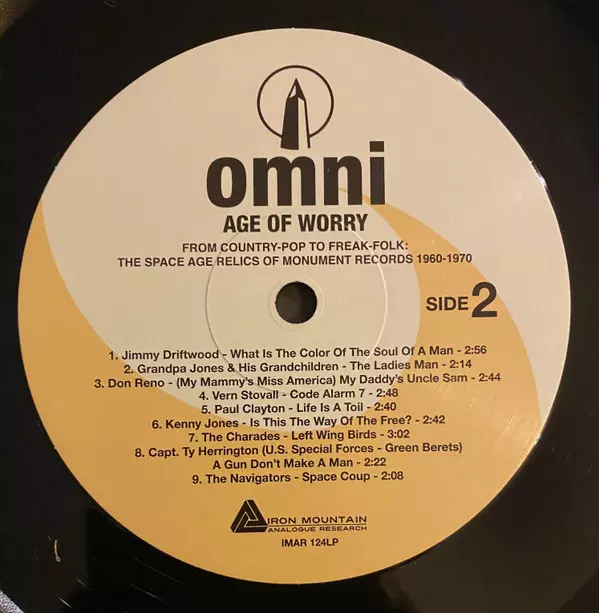 omni
AGE OF WORRY
FROM COUNTRY-POP TO FREAK-FOLK:
THE SPACE AGE RELICS OF MONUMENT RECORDS 1960-1970
SIDE 2
1. Jimmy Driftwood - What Is The Color Of The Soul Of A Man - 2:56
2. Grandpa Jones & His Grandchildren - The Ladies Man - 2:14
3. Don Reno - (My Mammy's Miss America) My Daddy's Uncle Sam - 2:44
4. Vern Stovall - Code Alarm 7 - 2:48
5. Paul Clayton - Life Is A Toil - 2:40
6. Kenny Jones - Is This The Way Of The Free? - 2:42
7. The Charades - Left Wing Birds - 3:02
8. Capt. Ty Herrington (U.S. Special Forces - Green Berets)
A Gun Don't Make A Man - 2:22
9. The Navigators - Space Coup - 2:08
IRON MOUNTAIN
ANALOGUE RESEARCH
IMAR 124LP